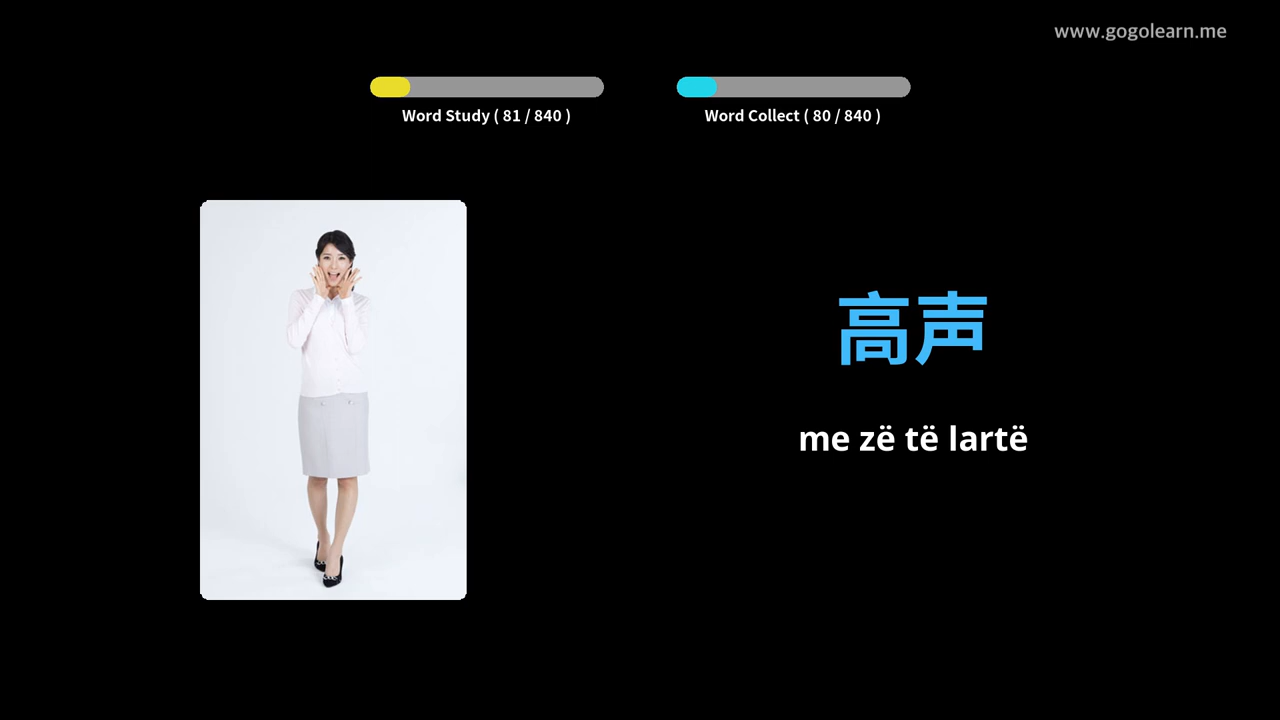 www.gogolearn.me
Word Study ( 81 / 840 )
Word Collect ( 80 / 840 )
高声
me zë të lartë